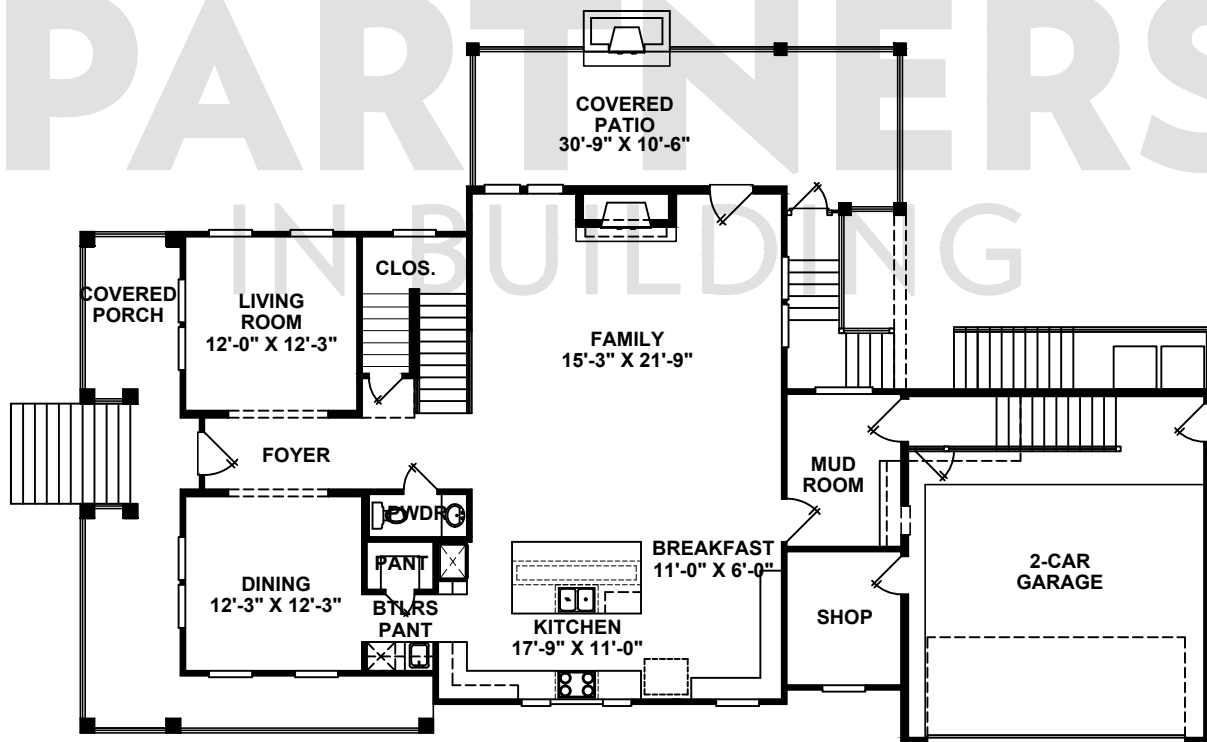 PARTNERS
IN BUILDING
COVERED
PATIO
30'-9" X 10'-6"
CLOS.
COVERED
PORCH
LIVING
ROOM
12'-0" X 12'-3"
FAMILY
15'-3" X 21'-9"
FOYER
MUD
ROOM
PWDR
BREAKFAST
11'-0" X 6'-0"
PANT
2-CAR
GARAGE
DINING
12'-3" X 12'-3"
BTLRS
PANT
SHOP
KITCHEN
17'-9" X 11'-0"